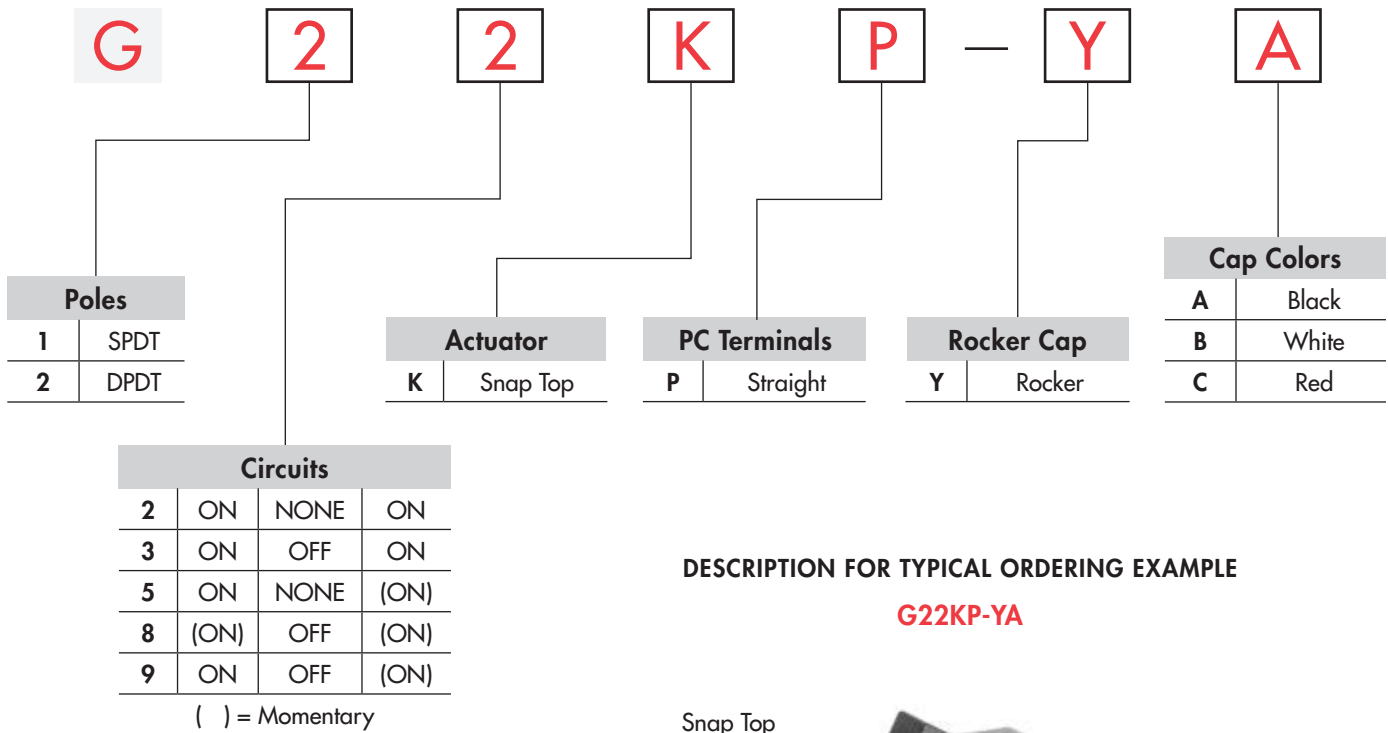 G 2 2 K P — Y A
Poles
1 SPDT
2 DPDT
Circuits
2 ON NONE ON
3 ON OFF ON
5 ON NONE (ON)
8 (ON) OFF (ON)
9 ON OFF (ON)
( ) = Momentary
Actuator
K Snap Top
PC Terminals
P Straight
Rocker Cap
Y Rocker
Cap Colors
A Black
B White
C Red
DESCRIPTION FOR TYPICAL ORDERING EXAMPLE
G22KP-YA
Snap Top